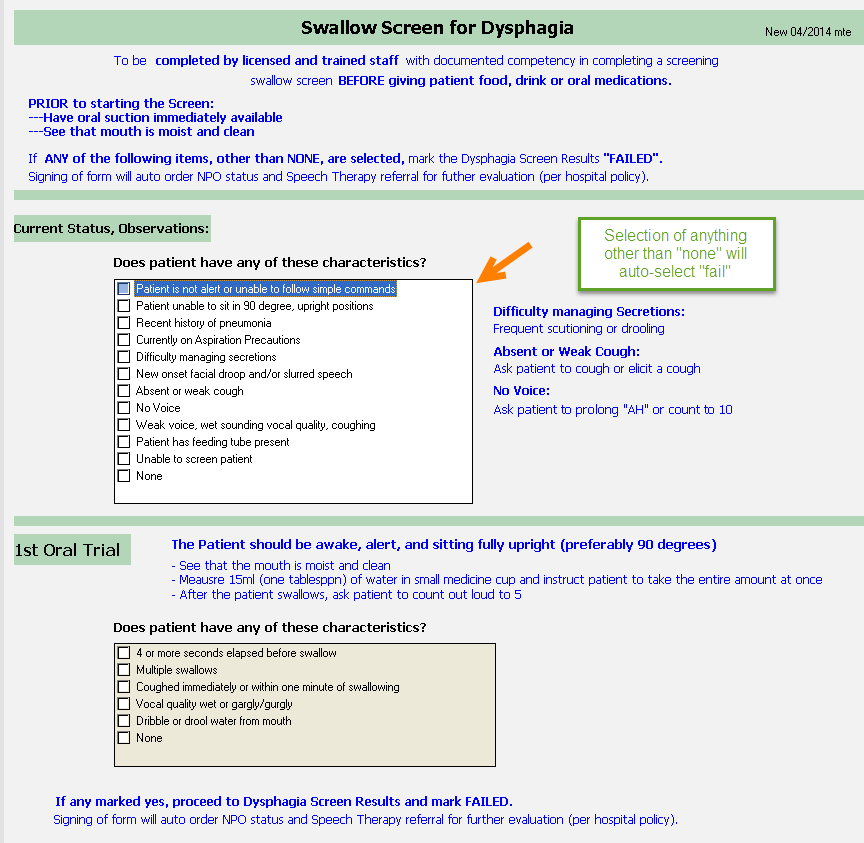 Swallow Screen for Dysphagia
New 04/2014 mte
To be completed by licensed and trained staff with documented competency in completing a screening
swallow screen BEFORE giving patient food, drink or oral medications.
PRIOR to starting the Screen:
---Have oral suction immediately available
---See that mouth is moist and clean
If ANY of the following items, other than NONE, are selected, mark the Dysphagia Screen Results "FAILED".
Signing of form will auto order NPO status and Speech Therapy referral for futher evaluation (per hospital policy).
Current Status, Observations:
Does patient have any of these characteristics?
Patient is not alert or unable to follow simple commands
Patient unable to sit in 90 degree, upright positions
Recent history of pneumonia
Currently on Aspiration Precautions
Difficulty managing secretions
New onset facial droop and/or slurred speech
Absent or weak cough
No Voice
Weak voice, wet sounding vocal quality, coughing
Patient has feeding tube present
Unable to screen patient
None
Selection of anything
other than "none" will
auto-select "fail"
Difficulty managing Secretions:
Frequent scutioning or drooling
Absent or Weak Cough:
Ask patient to cough or elicit a cough
No Voice:
Ask patient to prolong "AH" or count to 10
1st Oral Trial
The Patient should be awake, alert, and sitting fully upright (preferably 90 degrees)
- See that the mouth is moist and clean
- Meausre 15ml (one tablesppn) of water in small medicine cup and instruct patient to take the entire amount at once
- After the patient swallows, ask patient to count out loud to 5
Does patient have any of these characteristics?
4 or more seconds elapsed before swallow
Multiple swallows
Coughed immediately or within one minute of swallowing
Vocal quality wet or gargly/gurgly
Dribble or drool water from mouth
None
If any marked yes, proceed to Dysphagia Screen Results and mark FAILED.
Signing of form will auto order NPO status and Speech Therapy referral for further evaluation (per hospital policy).